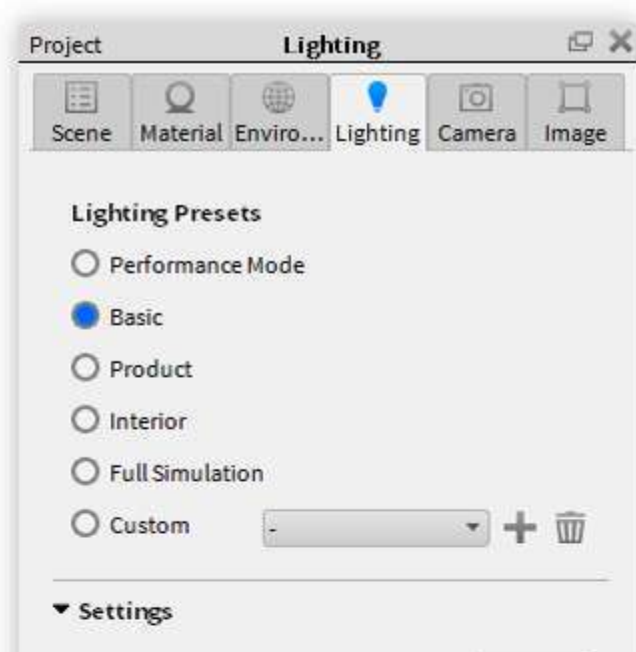 Project Lighting
Scene Material Enviro... Lighting Camera Image
Lighting Presets
Performance Mode
Basic
Product
Interior
Full Simulation
Custom -
Settings